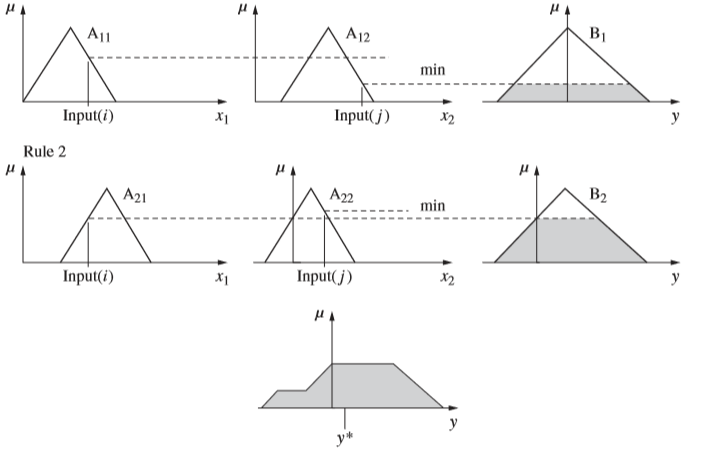 μ A₁₁ μ A₁₂ μ B₁
min
Input(i) x₁ Input(j) x₂ y
Rule 2
μ A₂₁ μ A₂₂ min μ B₂
Input(i) x₁ Input(j) x₂ y
μ
y
y*